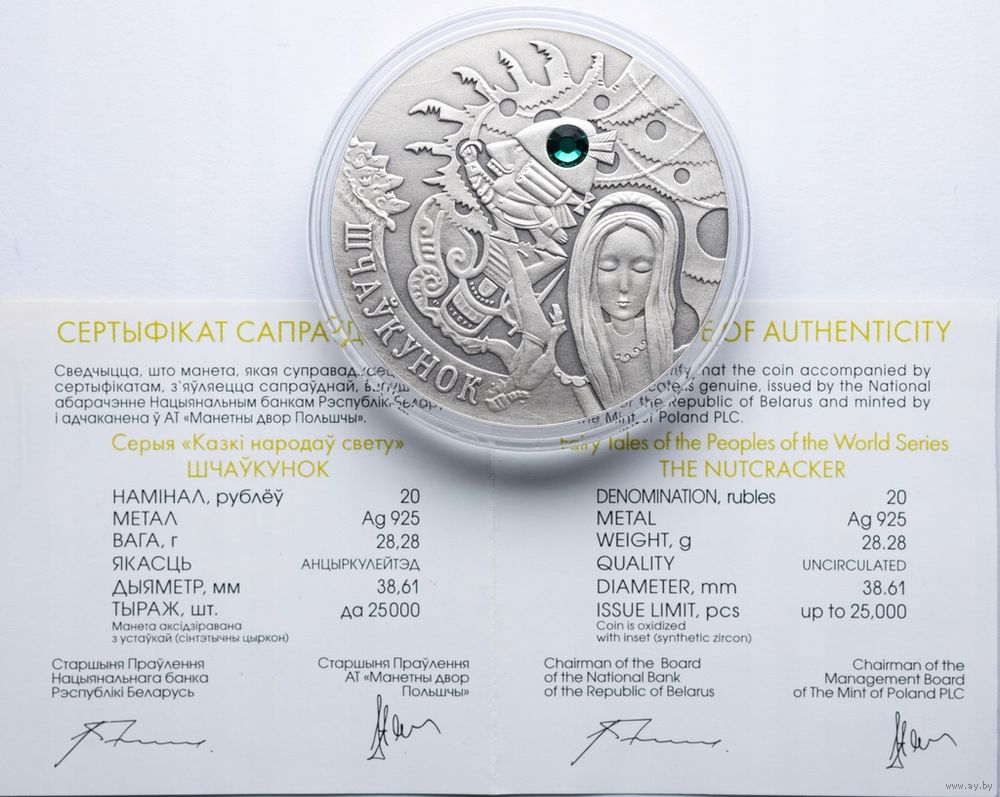 ШЧАЎКУНОК
СЕРТЫФІКАТ
Сведчыцца, што манета, якая
сертыфікатам, з`яўляецца сапраўднай,
абарачэнне Нацыянальным банкам Рэспублікі Беларусь
і адчаканена ў АТ «Манетны двор Польшчы».
Серыя «Казкі народаў свету»
ШЧАЎКУНОК
НАМІНАЛ, рублёў 20
МЕТАЛ Ag 925
ВАГА, г 28,28
ЯКАСЦЬ АНЦЫРКУЛЕЙТЭД
ДЫЯМЕТР, мм 38,61
ТЫРАЖ, шт. да 25000
Манета аксідзіравана
з устаўкай (сінтэтычны цыркон)
Старшыня Праўлення
Нацыянальнага банка
Рэспублікі Беларусь
Старшыня Праўлення
АТ «Манетны двор
Польшчы»
OF AUTHENTICITY
that the coin accompanied by
is genuine, issued by the National
the Republic of Belarus and minted by
the Mint of Poland PLC.
Fairy Tales of the Peoples of the World Series
THE NUTCRACKER
DENOMINATION, rubles 20
METAL Ag 925
WEIGHT, g 28.28
QUALITY UNCIRCULATED
DIAMETER, mm 38.61
ISSUE LIMIT, pcs up to 25,000
Coin is oxidized
with inset (synthetic zircon)
Chairman of the Board
of the National Bank
of the Republic of Belarus
Chairman of the
Management Board
of The Mint of Poland PLC
www.ay.by